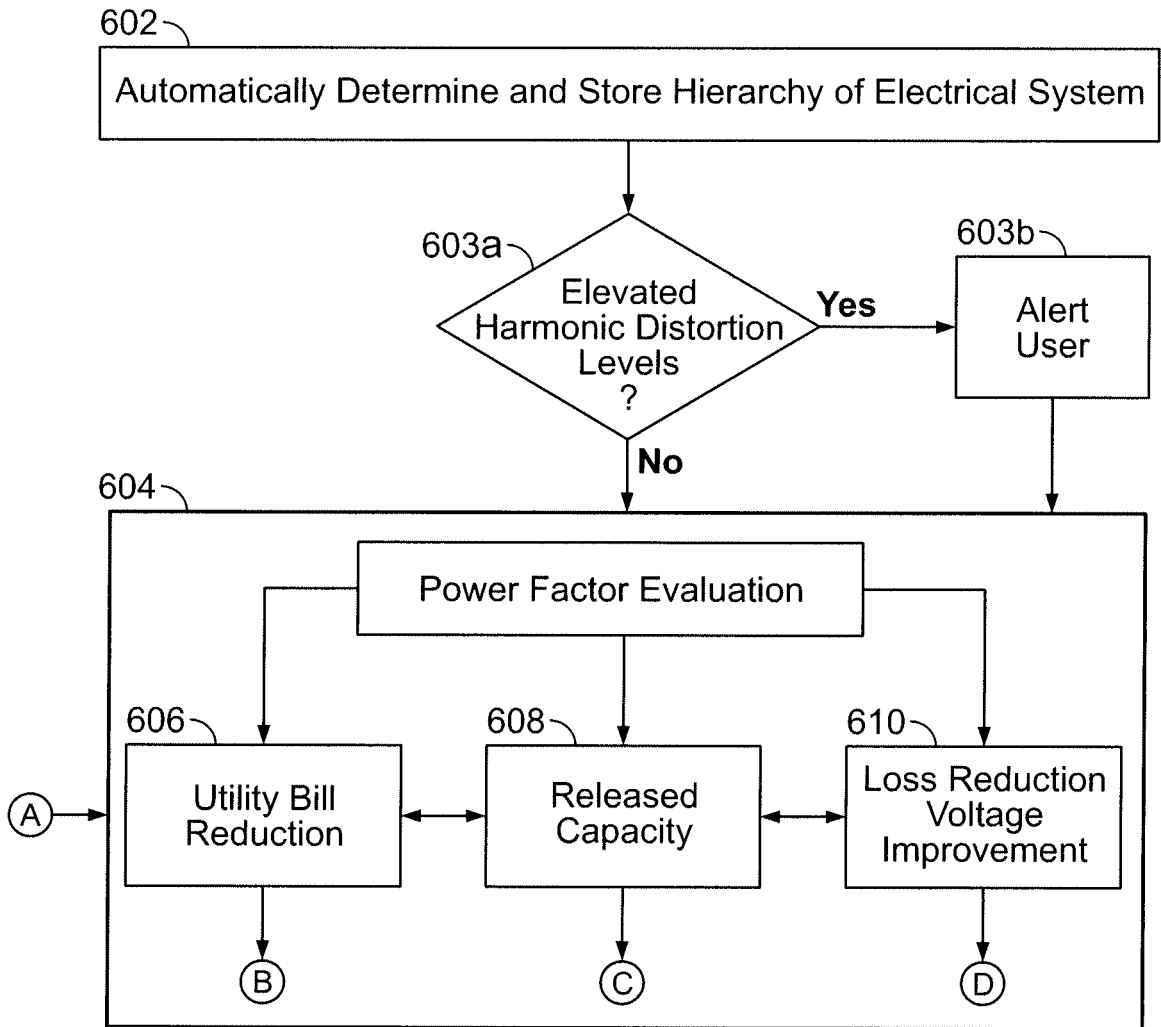 602
Automatically Determine and Store Hierarchy of Electrical System
603a
Elevated
Harmonic Distortion
Levels
?
Yes
603b
Alert
User
No
604
Power Factor Evaluation
606
Utility Bill
Reduction
608
Released
Capacity
610
Loss Reduction
Voltage
Improvement
A
B
C
D